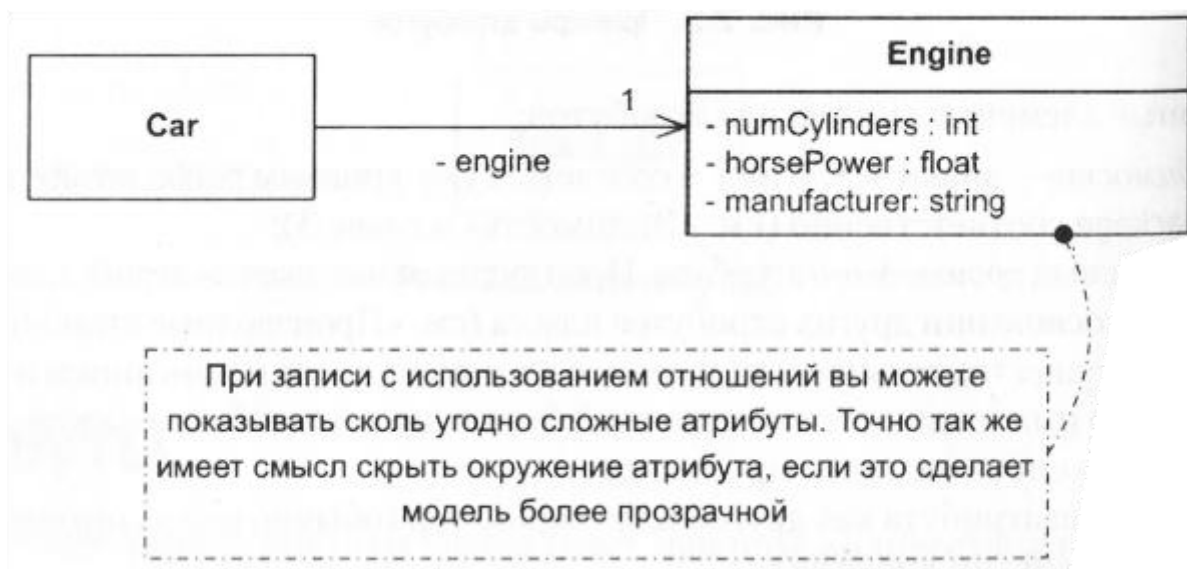 Engine
Car
1
- numCylinders : int
- engine
- horsePower : float
- manufacturer: string
При записи с использованием отношений вы можете
показывать сколь угодно сложные атрибуты. Точно так же
имеет смысл скрыть окружение атрибута, если это сделает
модель более прозрачной